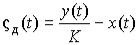 ς_д(t) = y(t)/K − x(t)